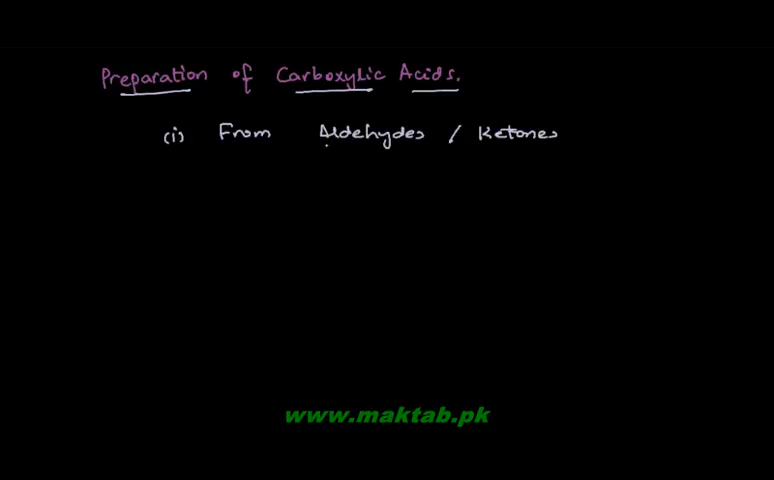 Preparation of Carboxylic Acids.
(i) From Aldehydes / Ketones
www.maktab.pk